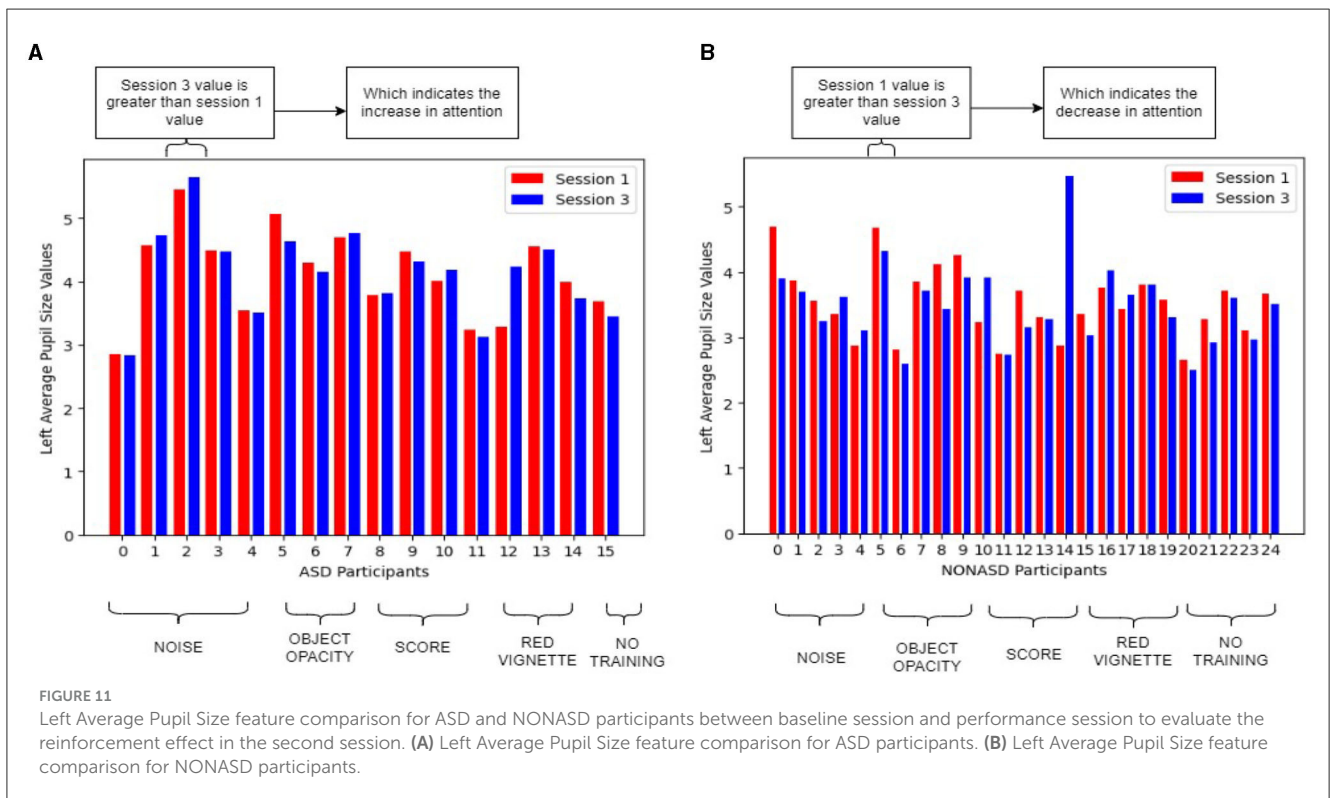 A
Session 3 value is
greater than session 1
value
Which indicates the
increase in attention
Session 1
Session 3
Left Average Pupil Size Values
5
4
3
2
1
0
0 1 2 3 4 5 6 7 8 9 10 11 12 13 14 15
ASD Participants
NOISE
OBJECT
OPACITY
SCORE
RED
VIGNETTE
NO
TRAINING
B
Session 1 value is
greater than session 3
value
Which indicates the
decrease in attention
Session 1
Session 3
Left Average Pupil Size Values
5
4
3
2
1
0
0 1 2 3 4 5 6 7 8 9 10 11 12 13 14 15 16 17 18 19 20 21 22 23 24
NONASD Participants
NOISE
OBJECT
OPACITY
SCORE
RED
VIGNETTE
NO
TRAINING
FIGURE 11
Left Average Pupil Size feature comparison for ASD and NONASD participants between baseline session and performance session to evaluate the
reinforcement effect in the second session. (A) Left Average Pupil Size feature comparison for ASD participants. (B) Left Average Pupil Size feature
comparison for NONASD participants.